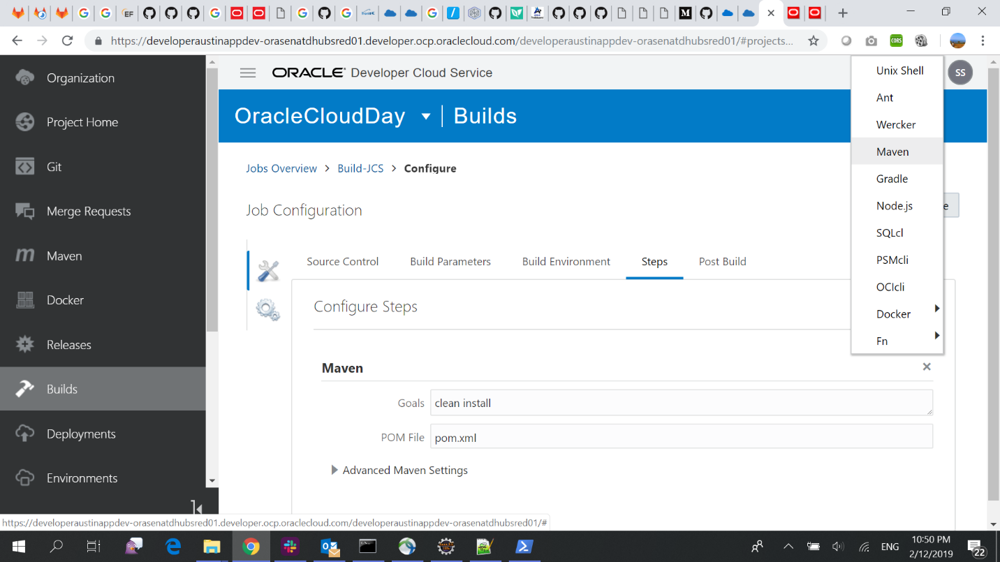 https://developeraustinappdev-orasenatdhubsred01.developer.ocp.oraclecloud.com/developeraustinappdev-orasenatdhubsred01/#projects...
CORS
Organization
Project Home
Git
Merge Requests
Maven
Docker
Releases
Builds
Deployments
Environments
ORACLE® Developer Cloud Service
SS
OracleCloudDay
Builds
Jobs Overview > Build-JCS > Configure
Job Configuration
e
Source Control
Build Parameters
Build Environment
Steps
Post Build
Configure Steps
Maven
Goals
clean install
POM File
pom.xml
Advanced Maven Settings
Unix Shell
Ant
Wercker
Maven
Gradle
Node.js
SQLcl
PSMcli
OCIcli
Docker
Fn
https://developeraustinappdev-orasenatdhubsred01.developer.ocp.oraclecloud.com/developeraustinappdev-orasenatdhubsred01/#
ENG
10:50 PM
2/12/2019
22